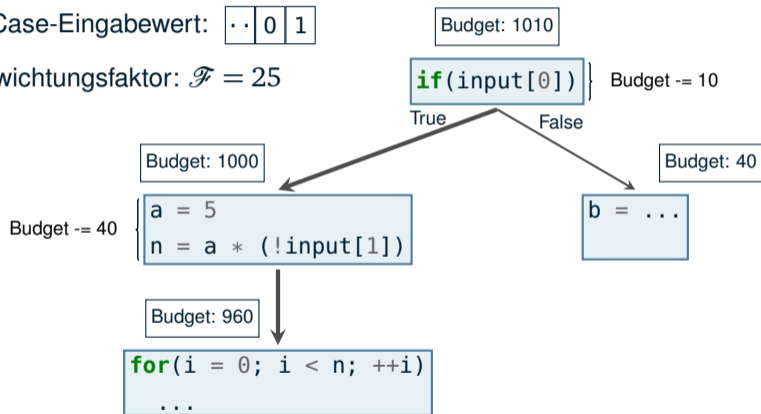 Case-Eingabewert: ·· 0 1
wichtungsfaktor: ℱ = 25
Budget: 1010
if(input[0])
Budget -= 10
True
False
Budget: 1000
Budget: 40
Budget -= 40
a = 5
n = a * (!input[1])
b = ...
Budget: 960
for(i = 0; i < n; ++i)
...